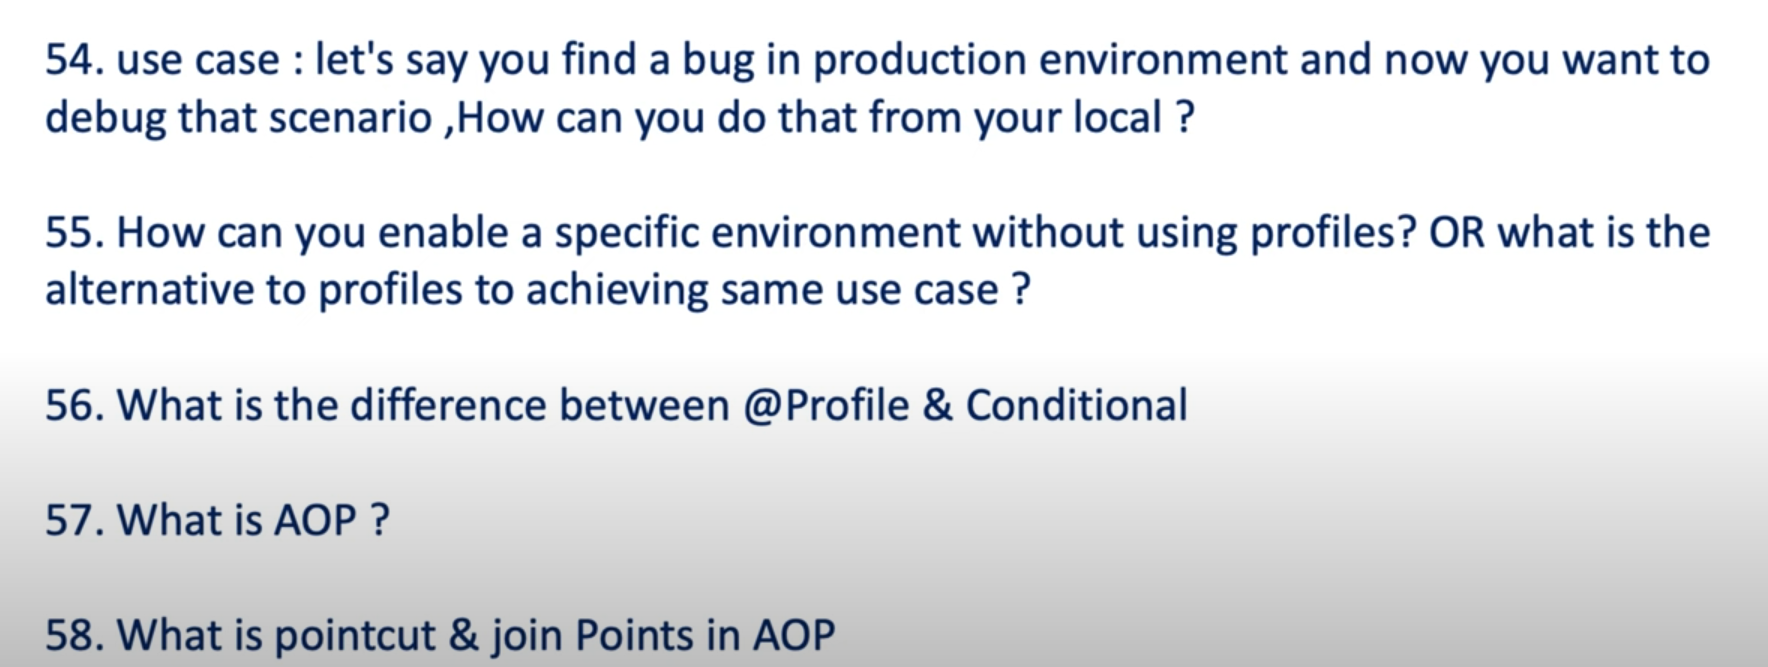 54. use case : let's say you find a bug in production environment and now you want to
debug that scenario ,How can you do that from your local ?
55. How can you enable a specific environment without using profiles? OR what is the
alternative to profiles to achieving same use case ?
56. What is the difference between @Profile & Conditional
57. What is AOP ?
58. What is pointcut & join Points in AOP